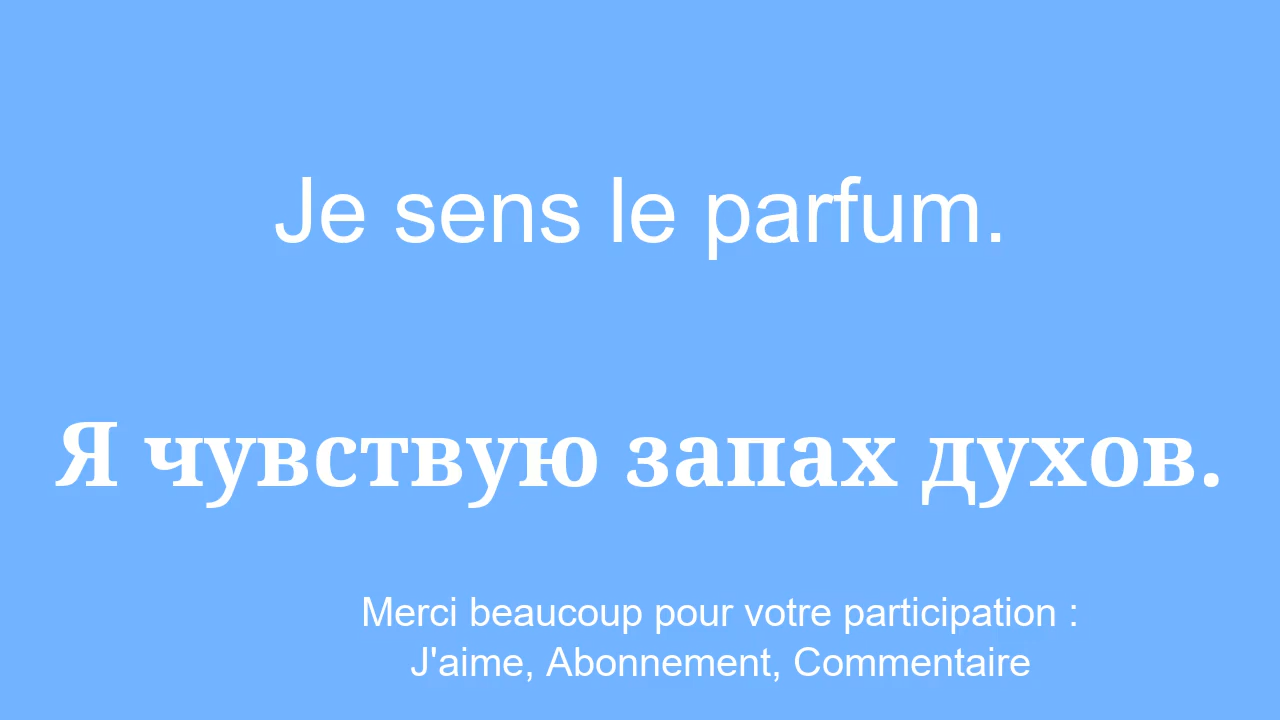 Je sens le parfum.
Я чувствую запах духов.
Merci beaucoup pour votre participation :
J'aime, Abonnement, Commentaire